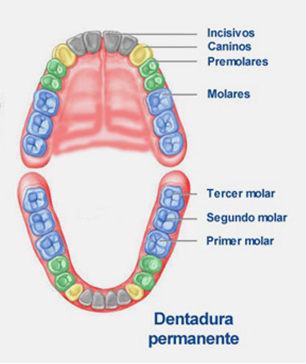 Incisivos
Caninos
Premolares
Molares
Tercer molar
Segundo molar
Primer molar
Dentadura
permanente